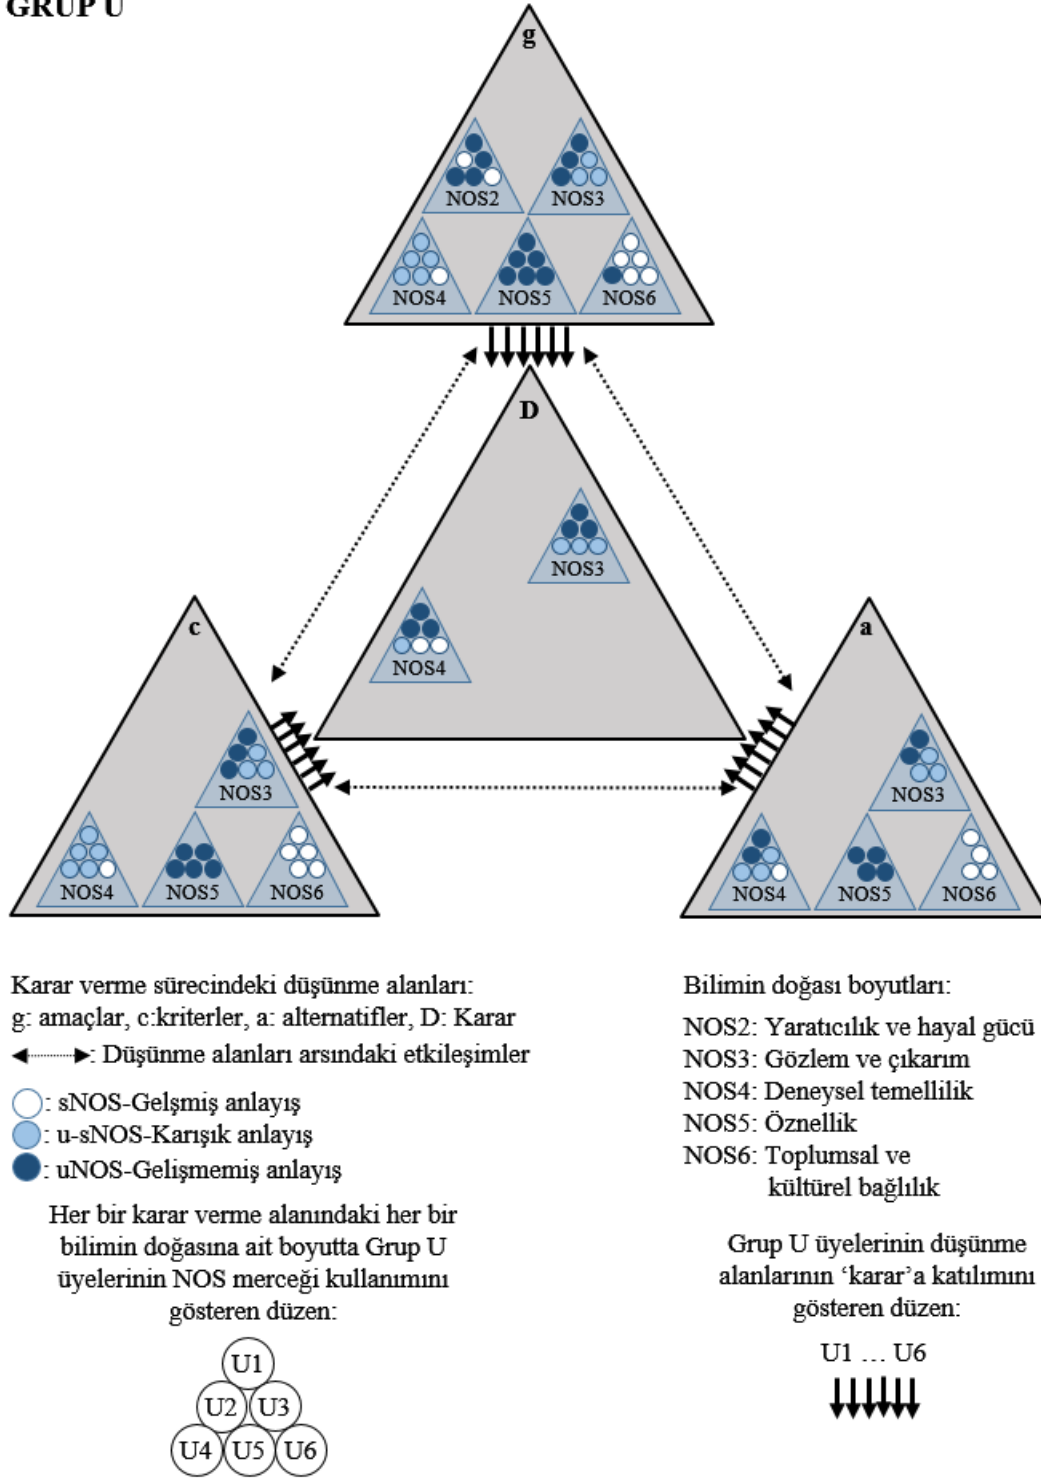 GRUP U
g
NOS2 NOS3
NOS4 NOS5 NOS6
D
NOS3
NOS4
c
NOS3
NOS4 NOS5 NOS6
a
NOS3
NOS4 NOS5 NOS6
Karar verme sürecindeki düşünme alanları:
g: amaçlar, c:kriterler, a: alternatifler, D: Karar
: Düşünme alanları arsındaki etkileşimler
: sNOS-Gelşmiş anlayış
: u-sNOS-Karışık anlayış
: uNOS-Gelişmemiş anlayış
Her bir karar verme alanındaki her bir
bilimin doğasına ait boyutta Grup U
üyelerinin NOS merceği kullanımını
gösteren düzen:
U1
U2 U3
U4 U5 U6
Bilimin doğası boyutları:
NOS2: Yaratıcılık ve hayal gücü
NOS3: Gözlem ve çıkarım
NOS4: Deneysel temellilik
NOS5: Öznellik
NOS6: Toplumsal ve
kültürel bağlılık
Grup U üyelerinin düşünme
alanlarının ‘karar’a katılımını
gösteren düzen:
U1 … U6